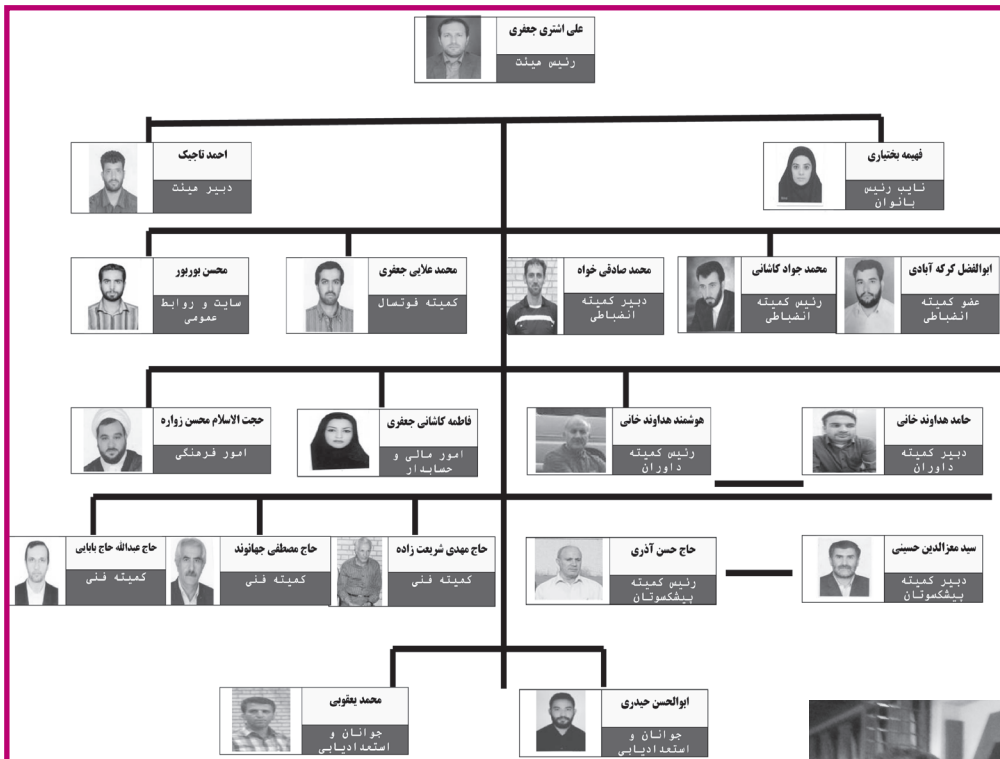 علی اشتری جعفری
رئیس هیئت
فهیمه بختیاری
نایب رئیس
بانوان
احمد تاجیک
دبیر هیئت
ابوالفضل کرکه آبادی
عضو کمیته
انضباطی
محمد جواد کاشانی
رئیس کمیته
انضباطی
محمد صادقی خواه
دبیر کمیته
انضباطی
محمد علایی جعفری
کمیته فوتسال
محسن بوربور
سایت و روابط
عمومی
حامد هداوند خانی
دبیر کمیته
داوران
هوشمند هداوند خانی
رئیس کمیته
داوران
فاطمه کاشانی جعفری
امور مالی و
حسابدار
حجت الاسلام محسن زواره
امور فرهنگی
سید معزالدین حسینی
دبیر کمیته
پیشکسوتان
حاج حسن آذری
رئیس کمیته
پیشکسوتان
حاج مهدی شریعت زاده
کمیته فنی
حاج مصطفی جهانوند
کمیته فنی
حاج عبدالله حاج بابایی
کمیته فنی
ابوالحسن حیدری
جوانان و
استعدادیابی
محمد یعقوبی
جوانان و
استعدادیابی